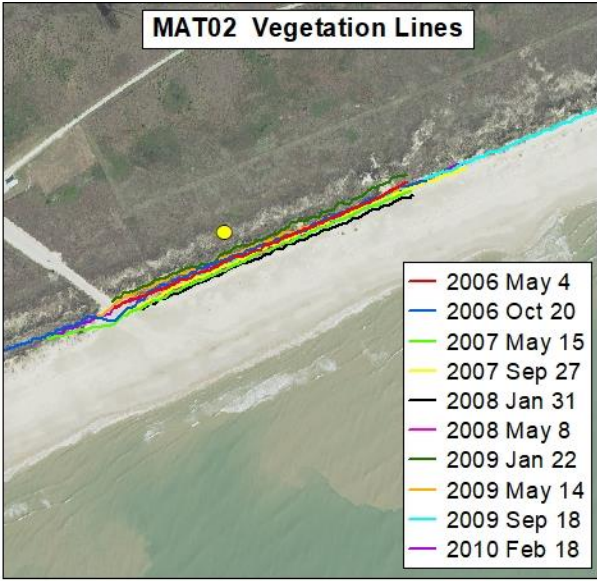 MAT02 Vegetation Lines
2006 May 4
2006 Oct 20
2007 May 15
2007 Sep 27
2008 Jan 31
2008 May 8
2009 Jan 22
2009 May 14
2009 Sep 18
2010 Feb 18